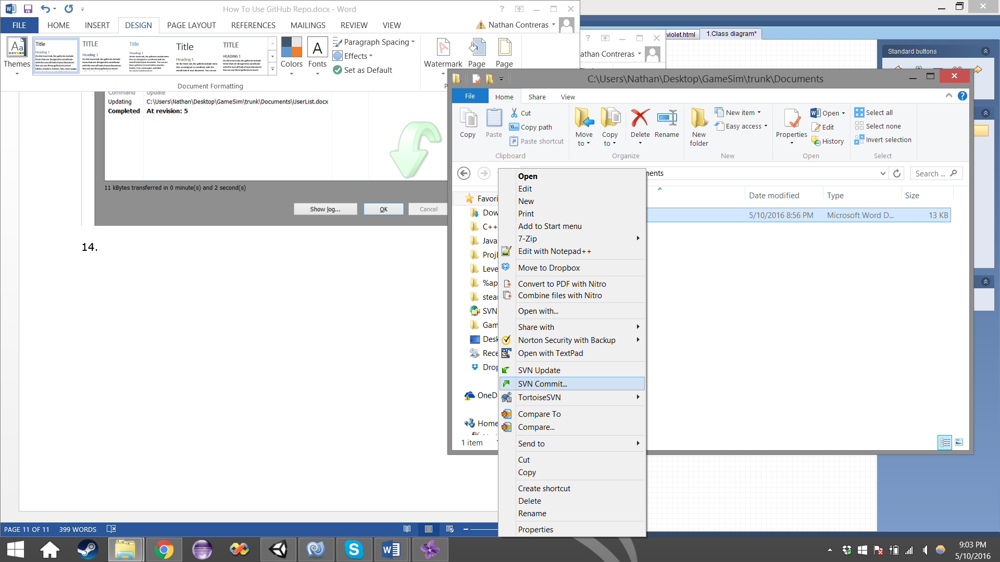 How To Use GitHub Repo.docx - Word
FILE HOME INSERT DESIGN PAGE LAYOUT REFERENCES MAILINGS REVIEW VIEW
Nathan Contreras
Themes
Title
Heading 1
TITLE
Heading 1
Title
Heading 1
Title
Heading 1
TITLE
HEADING 1
Colors
Fonts
Paragraph Spacing
Effects
Set as Default
Watermark
Page
Page
Document Formatting
Command Update
Updating C:\Users\Nathan\Desktop\GameSim\trunk\Documents\UserList.docx
Completed At revision: 5
11 kBytes transferred in 0 minute(s) and 2 second(s)
Show log...
OK
Cancel
14.
PAGE 11 OF 11 399 WORDS
violet.html
1.Class diagram*
athan Contreras
Standard buttons
C:\Users\Nathan\Desktop\GameSim\trunk\Documents
File Home Share View
Copy
Paste
Cut
Copy path
Paste shortcut
Clipboard
Move to
Copy to
Delete
Rename
Organize
New folder
New item
Easy access
New
Properties
Open
Edit
History
Open
Select all
Select none
Invert selection
Select
ments
Search ...
Date modified Type Size
5/10/2016 8:56 PM Microsoft Word D... 13 KB
Favori
Dow
C++
Java
Proj
Leve
%ap
stea
SVN
Gam
Desk
Rece
Drop
OneD
Home
1 item
Open
Edit
New
Print
Add to Start menu
7-Zip
Edit with Notepad++
Move to Dropbox
Convert to PDF with Nitro
Combine files with Nitro
Open with...
Share with
Norton Security with Backup
Open with TextPad
SVN Update
SVN Commit...
TortoiseSVN
Compare To
Compare...
Send to
Cut
Copy
Create shortcut
Delete
Rename
Properties
9:03 PM
5/10/2016